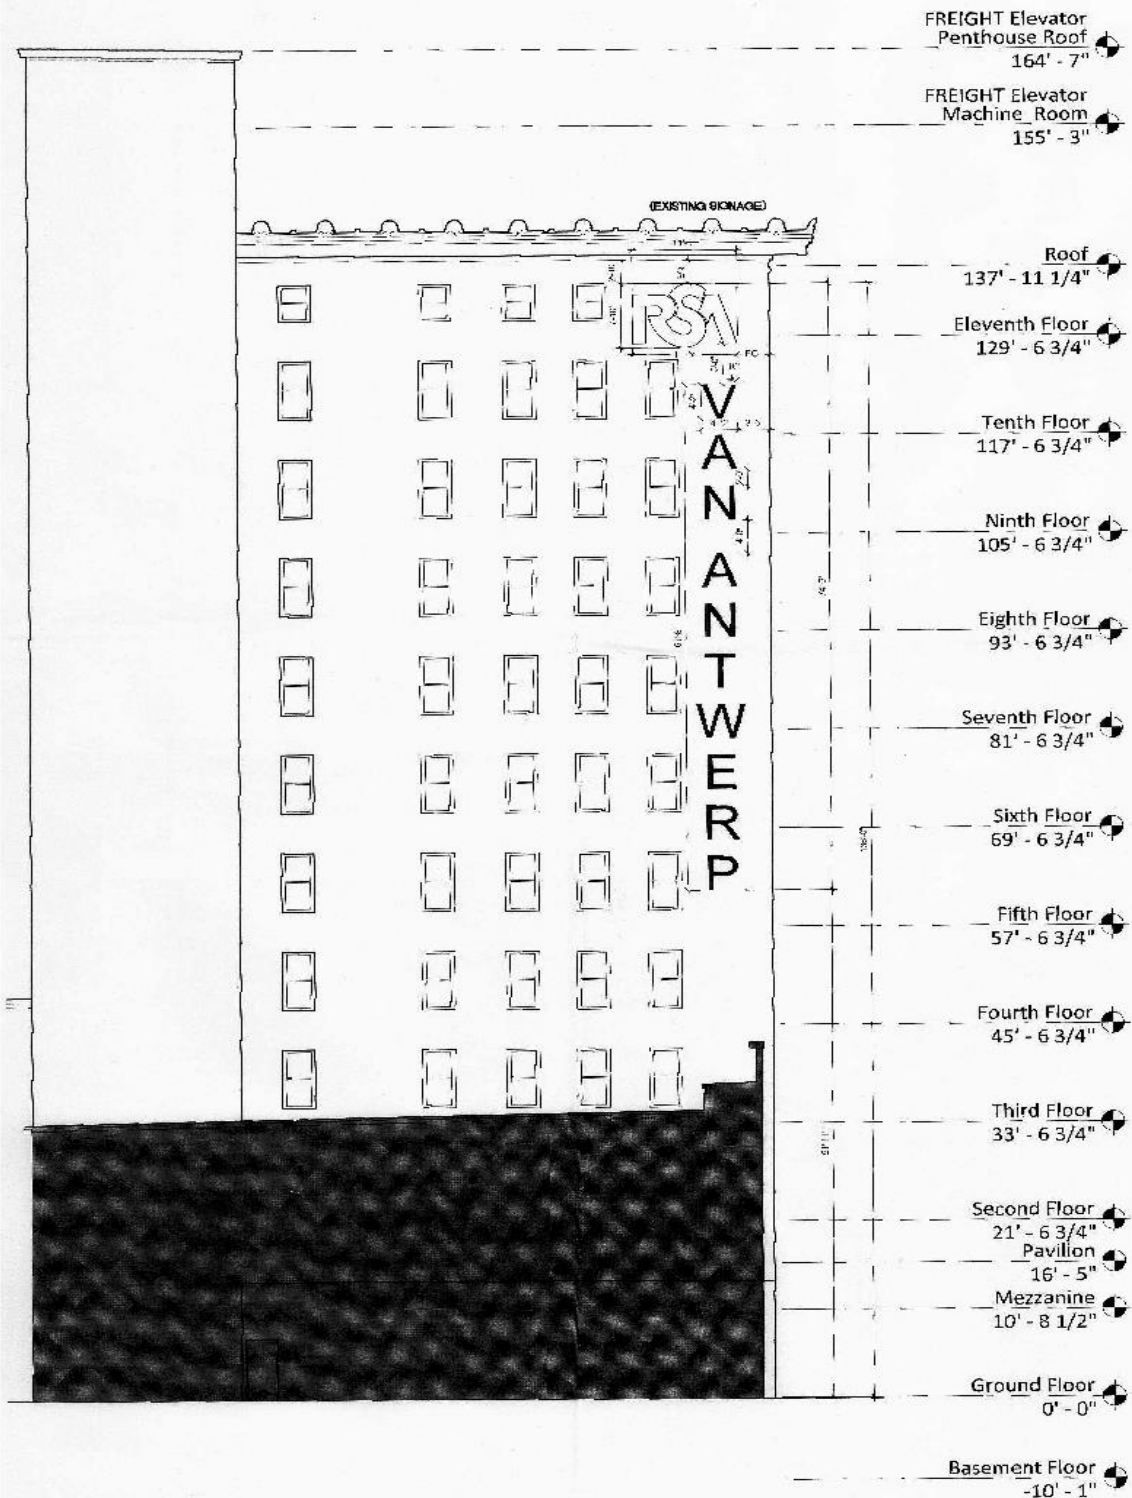 FREIGHT Elevator
Penthouse Roof
164' - 7"
FREIGHT Elevator
Machine Room
155' - 3"
(EXISTING SIGNAGE)
Roof
137' - 11 1/4"
RSA
Eleventh Floor
129' - 6 3/4"
V
A
N
A
N
T
W
E
R
P
Tenth Floor
117' - 6 3/4"
Ninth Floor
105' - 6 3/4"
Eighth Floor
93' - 6 3/4"
Seventh Floor
81' - 6 3/4"
Sixth Floor
69' - 6 3/4"
Fifth Floor
57' - 6 3/4"
Fourth Floor
45' - 6 3/4"
Third Floor
33' - 6 3/4"
Second Floor
21' - 6 3/4"
Pavilion
16' - 5"
Mezzanine
10' - 8 1/2"
Ground Floor
0' - 0"
Basement Floor
-10' - 1"